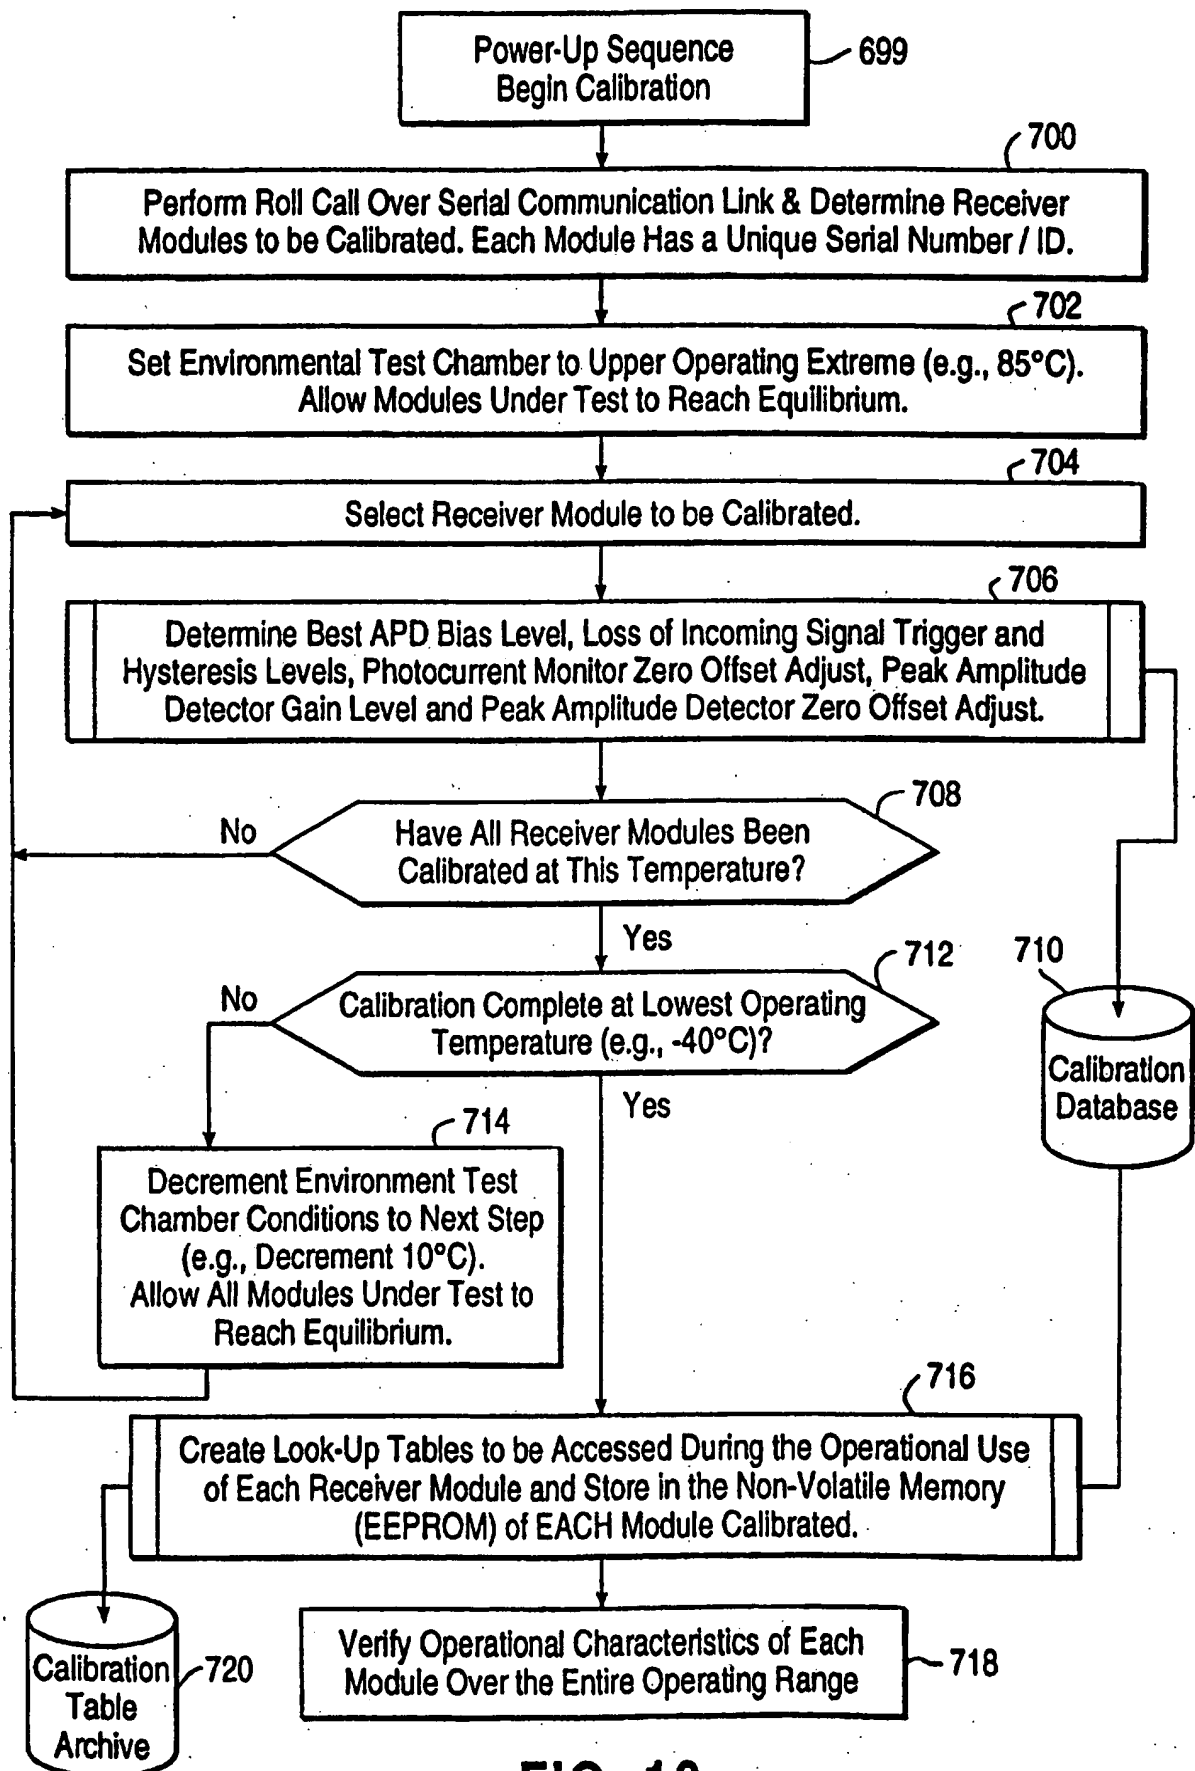 Power-Up Sequence
Begin Calibration
699
700
Perform Roll Call Over Serial Communication Link & Determine Receiver
Modules to be Calibrated. Each Module Has a Unique Serial Number / ID.
702
Set Environmental Test Chamber to Upper Operating Extreme (e.g., 85°C).
Allow Modules Under Test to Reach Equilibrium.
704
Select Receiver Module to be Calibrated.
706
Determine Best APD Bias Level, Loss of Incoming Signal Trigger and
Hysteresis Levels, Photocurrent Monitor Zero Offset Adjust, Peak Amplitude
Detector Gain Level and Peak Amplitude Detector Zero Offset Adjust.
708
No
Have All Receiver Modules Been
Calibrated at This Temperature?
Yes
712
710
No
Calibration Complete at Lowest Operating
Temperature (e.g., -40°C)?
Yes
Calibration
Database
714
Decrement Environment Test
Chamber Conditions to Next Step
(e.g., Decrement 10°C).
Allow All Modules Under Test to
Reach Equilibrium.
716
Create Look-Up Tables to be Accessed During the Operational Use
of Each Receiver Module and Store in the Non-Volatile Memory
(EEPROM) of EACH Module Calibrated.
Calibration
Table
Archive
720
Verify Operational Characteristics of Each
Module Over the Entire Operating Range
718